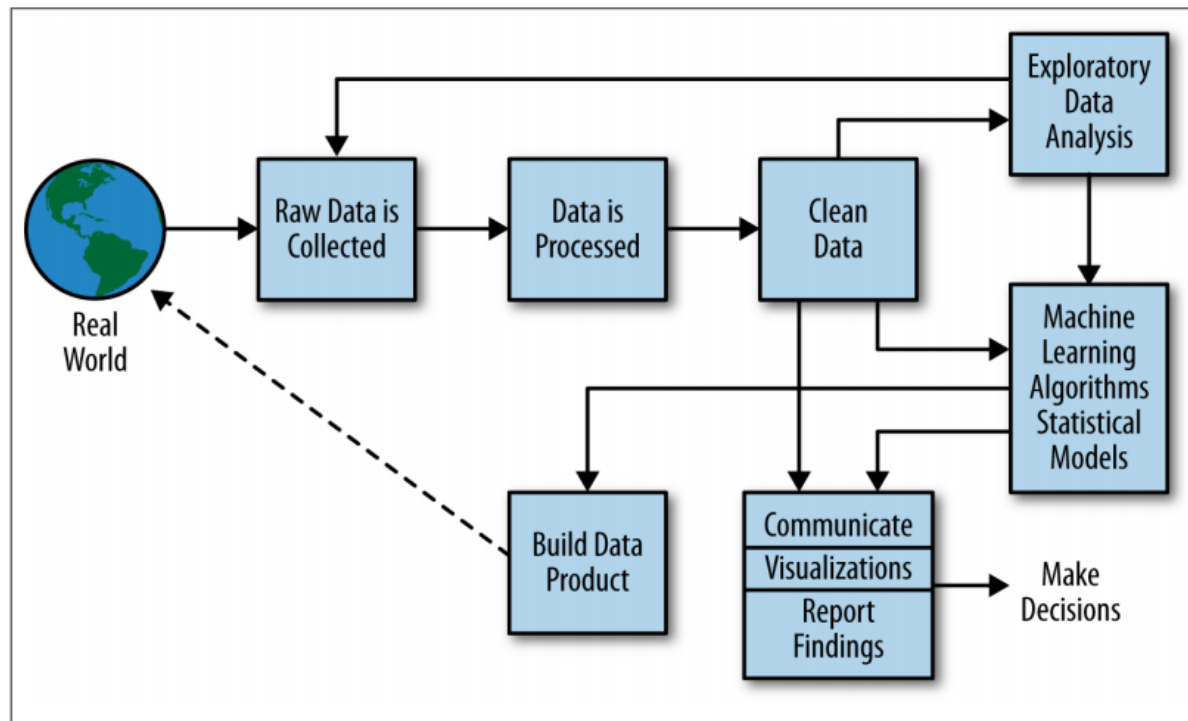 Exploratory
Data
Analysis
Raw Data is
Collected
Data is
Processed
Clean
Data
Real
World
Machine
Learning
Algorithms
Statistical
Models
Build Data
Product
Communicate
Visualizations
Report
Findings
Make
Decisions